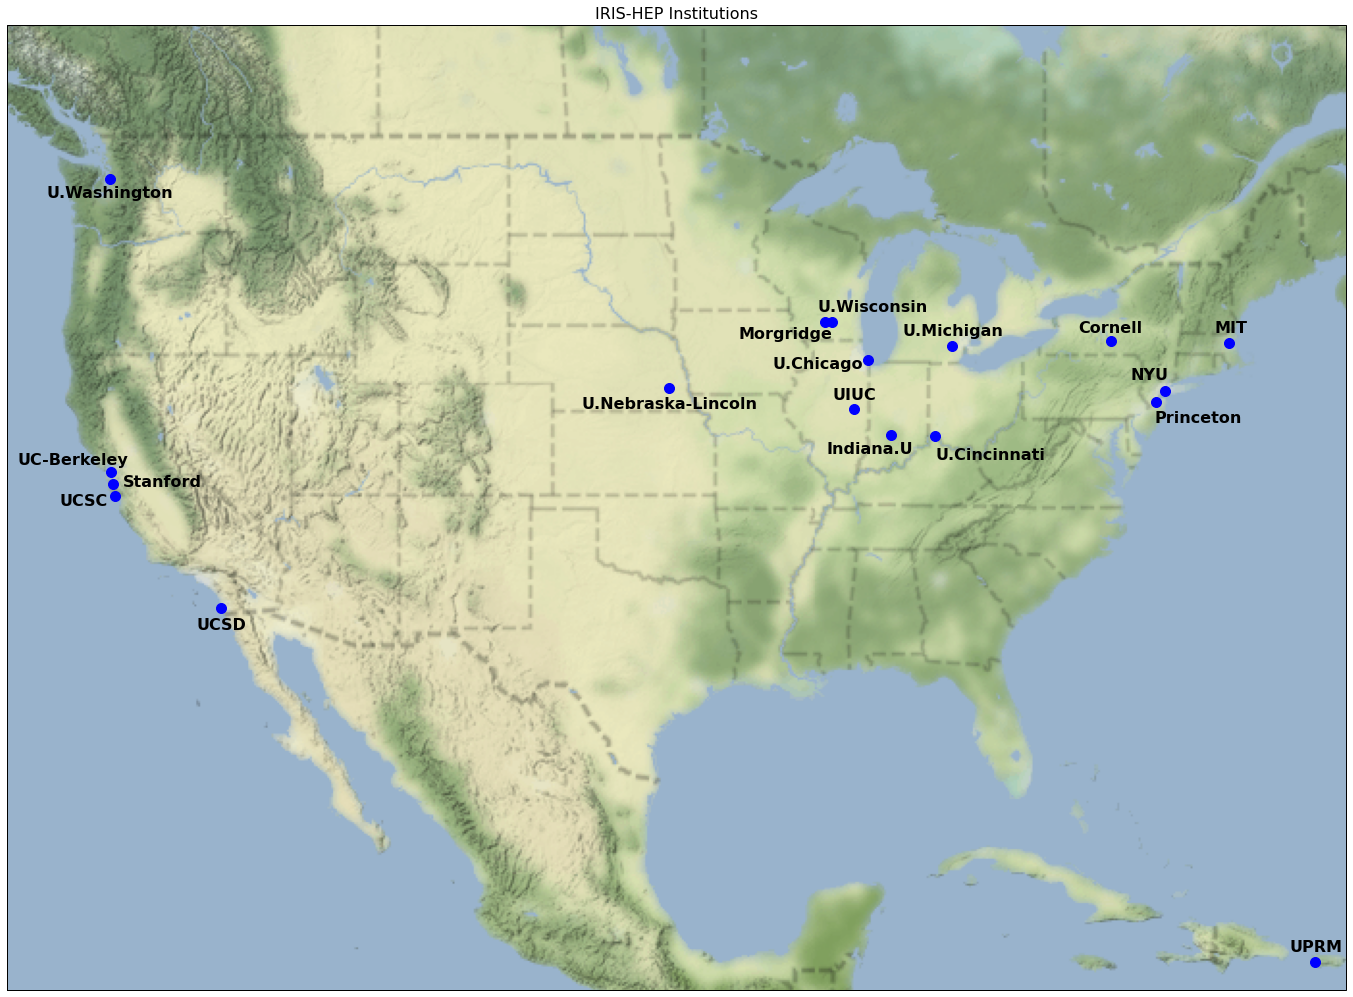 IRIS-HEP Institutions
U.Washington
U.Wisconsin
Morgridge
U.Michigan
Cornell
MIT
U.Chicago
NYU
UIUC
U.Nebraska-Lincoln
Princeton
Indiana.U
U.Cincinnati
UC-Berkeley
Stanford
UCSC
UCSD
UPRM